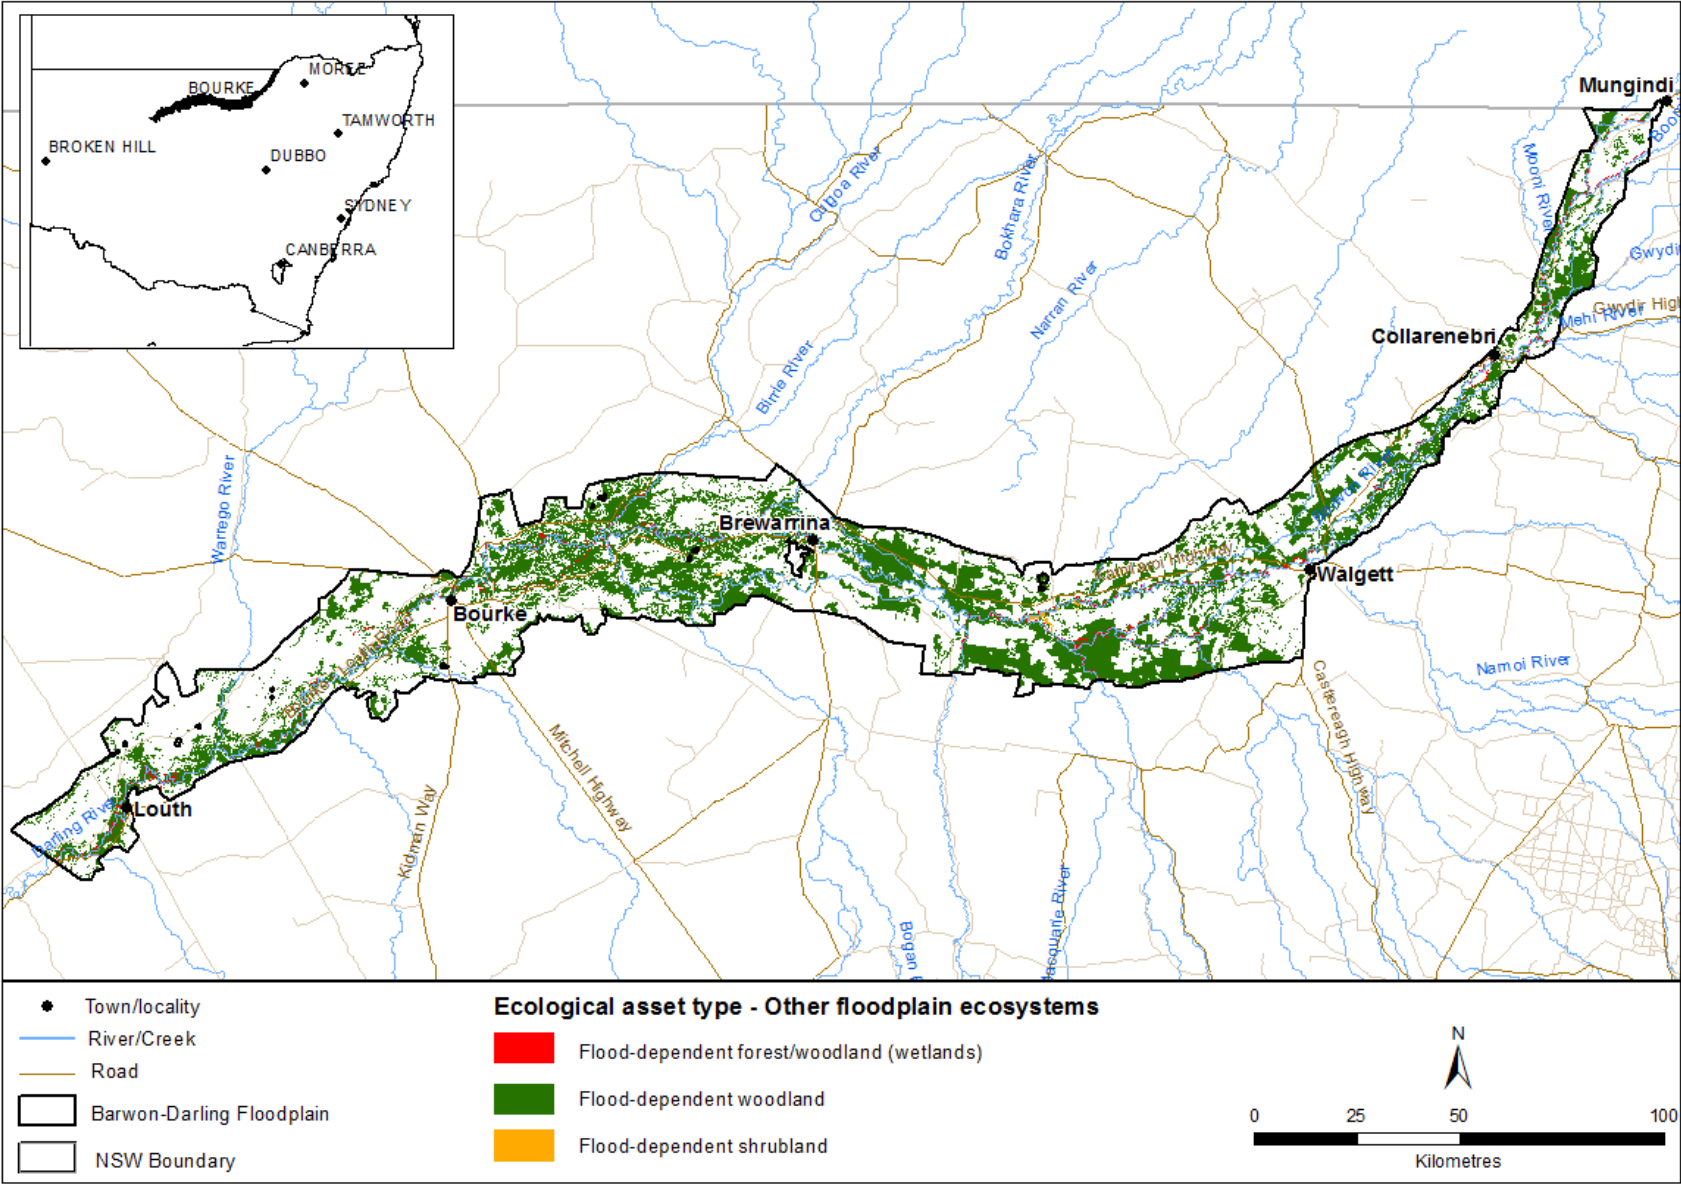 MOREE
BOURKE
TAMWORTH
BROKEN HILL
DUBBO
SYDNEY
CANBERRA
Mungindi
Mooni River
Culgoa River
Bokhara River
Narran River
Gwydir High
Mehi River
Collarenebri
Birrie River
Warrego River
Barwon River
Brewarrina
Kamilaroi Highway
Walgett
Bourke
Namoi River
Castlereagh Highway
Mitchell Highway
Kidman Way
Darling River
Louth
Bogan
Macquarie River
Town/locality
River/Creek
Road
Barwon-Darling Floodplain
NSW Boundary
Ecological asset type - Other floodplain ecosystems
Flood-dependent forest/woodland (wetlands)
Flood-dependent woodland
Flood-dependent shrubland
N
0 25 50 100
Kilometres